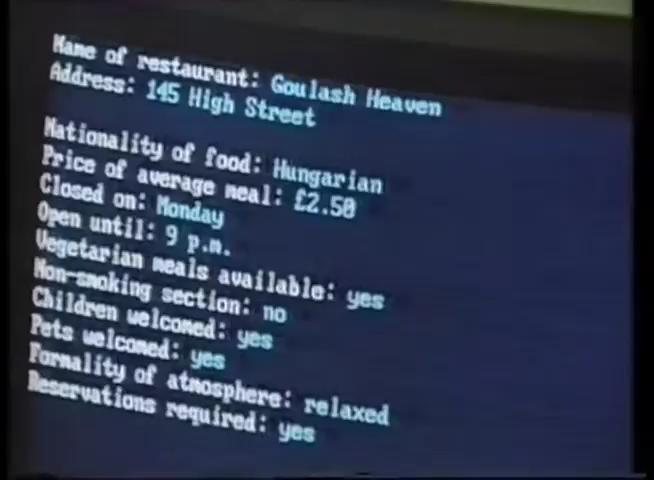 Name of restaurant: Goulash Heaven
Address: 145 High Street
Nationality of food: Hungarian
Price of average meal: £2.50
Closed on: Monday
Open until: 9 p.m.
Vegetarian meals available: yes
Non-smoking section: no
Children welcomed: yes
Pets welcomed: yes
Formality of atmosphere: relaxed
Reservations required: yes